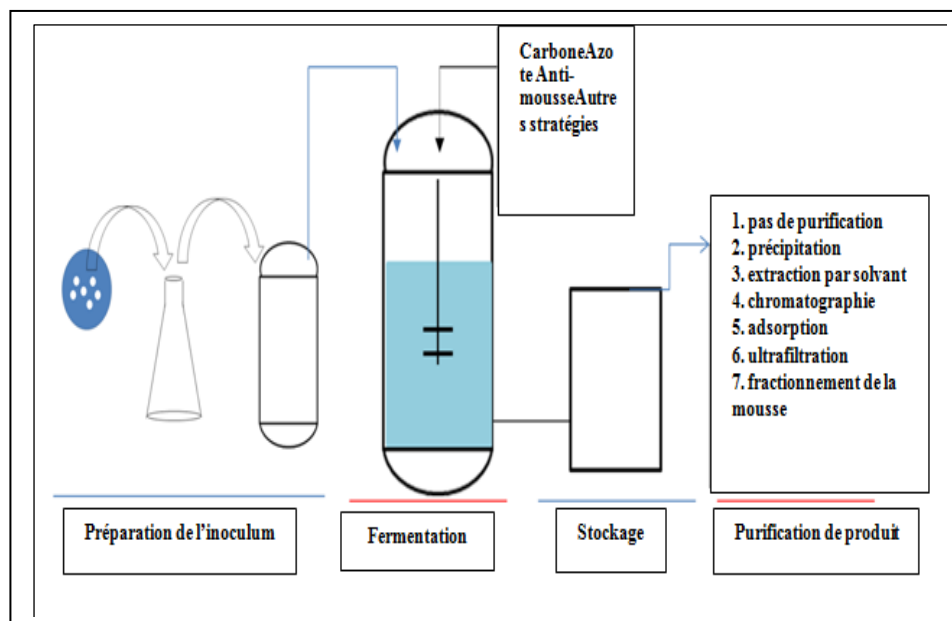 CarboneAzo
te Anti-
mousseAutre
s stratégies
1. pas de purification
2. précipitation
3. extraction par solvant
4. chromatographie
5. adsorption
6. ultrafiltration
7. fractionnement de la
mousse
Préparation de l’inoculum
Fermentation
Stockage
Purification de produit